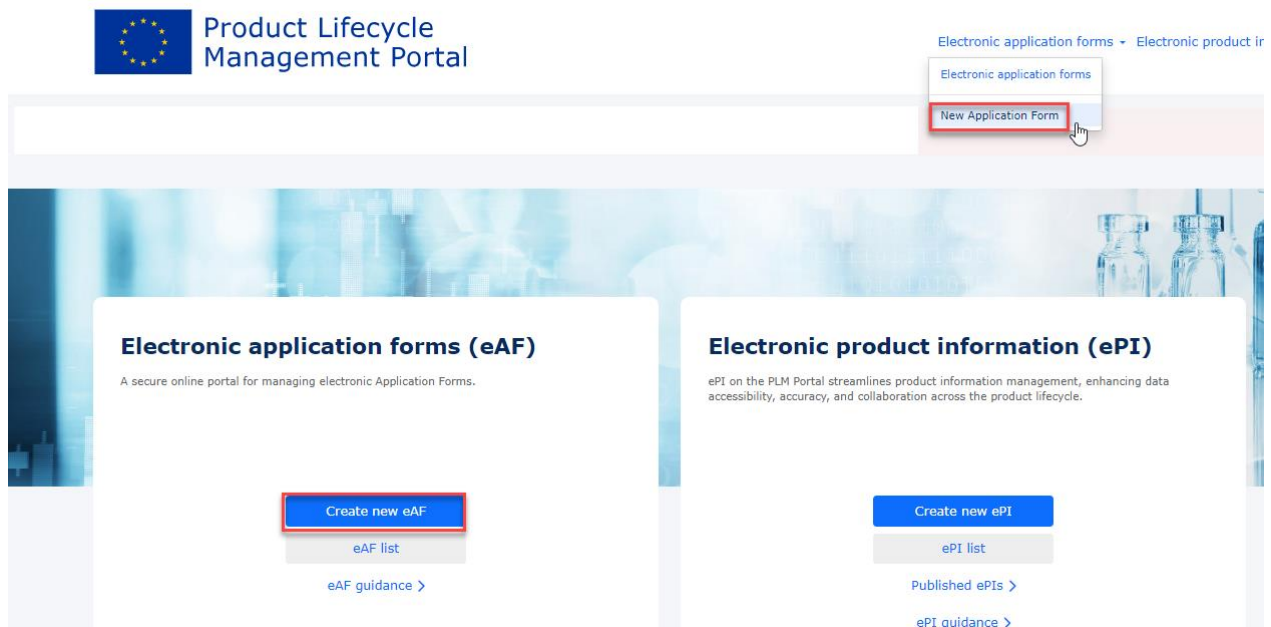 Product Lifecycle
Management Portal
Electronic application forms Electronic product
Electronic application forms
New Application Form
Electronic application forms (eAF)
A secure online portal for managing electronic Application Forms.
Create new eAF
eAF list
eAF guidance >
Electronic product information (ePI)
ePI on the PLM Portal streamlines product information management, enhancing data
accessibility, accuracy, and collaboration across the product lifecycle.
Create new ePI
ePI list
Published ePIs >
ePI guidance >